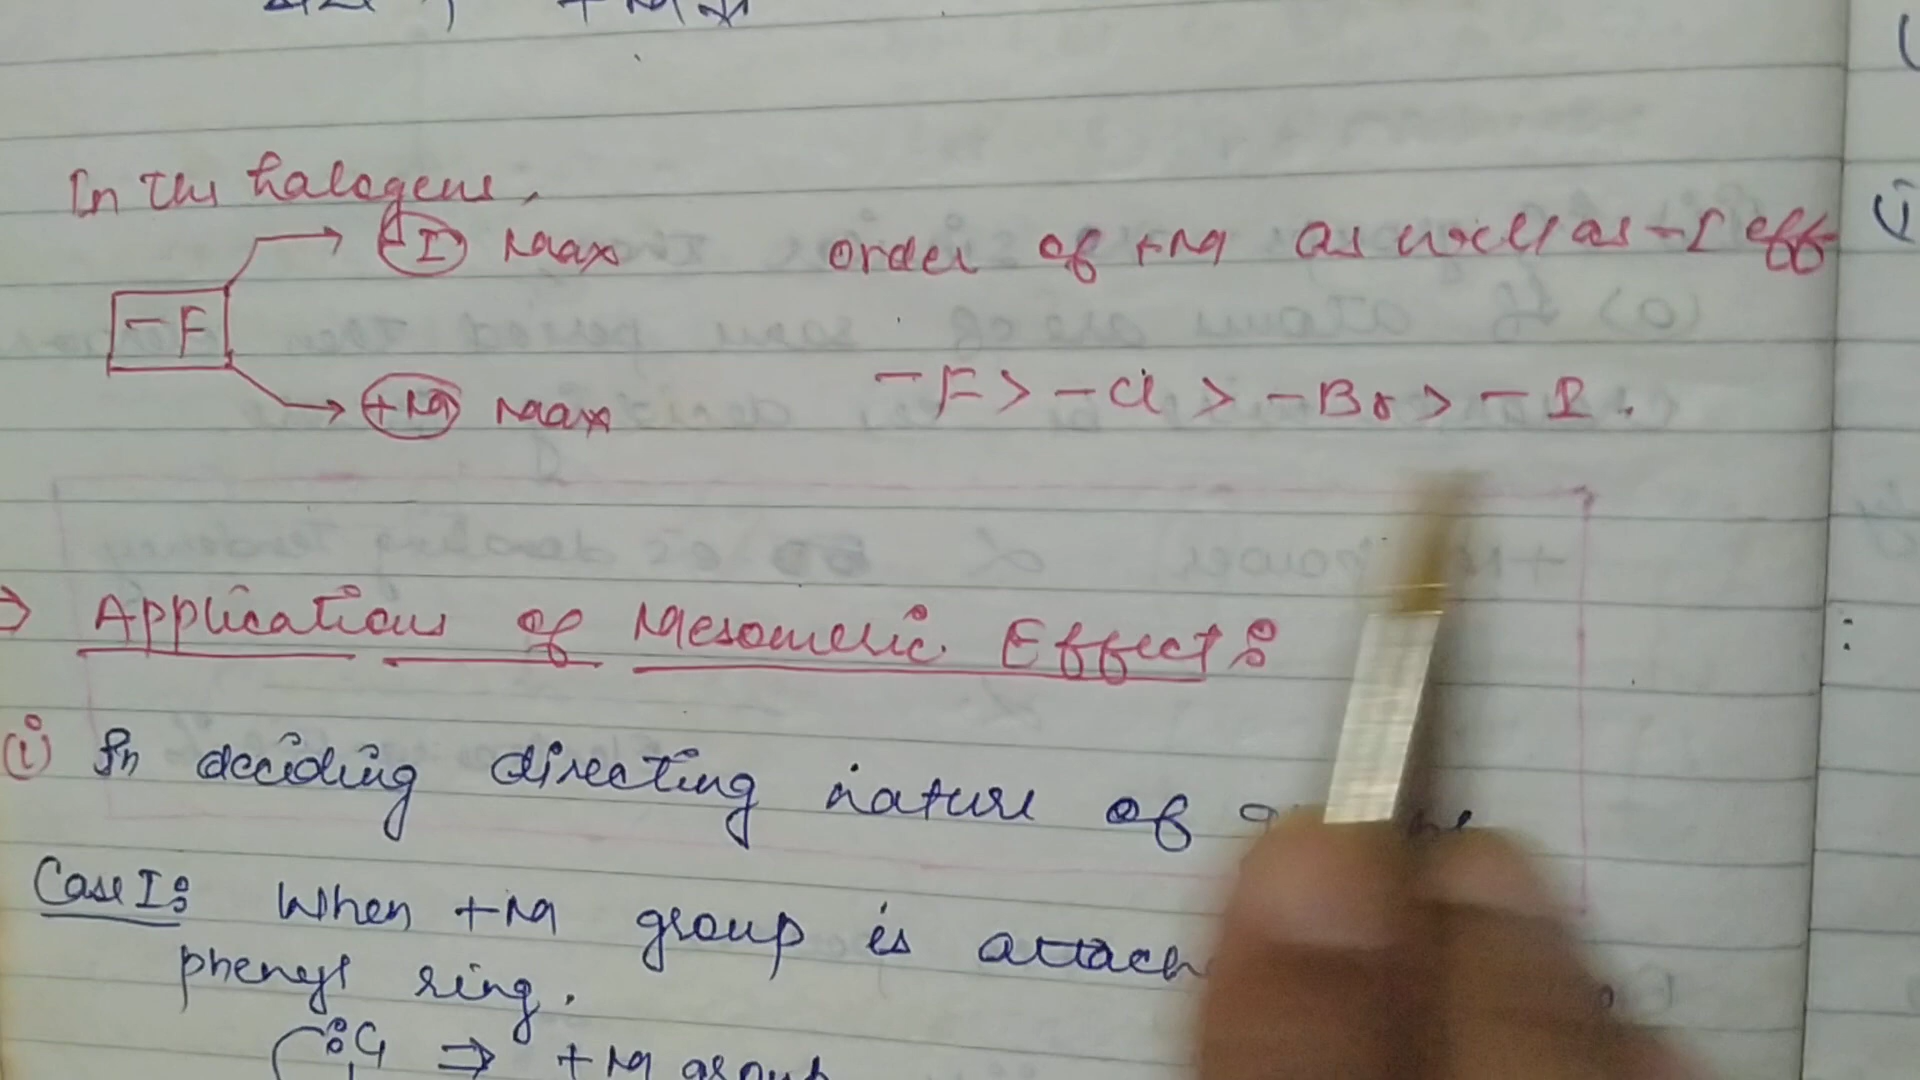 In the halogens,
-I max
order of +M as well as -I eff
-F
+M max
-F > -Cl > -Br > -I.
⇒ Applications of Mesomeric Effect:
(i) In deciding directing nature of
Case I: When +M group is attach
phenyl ring.
G ⇒ +M group